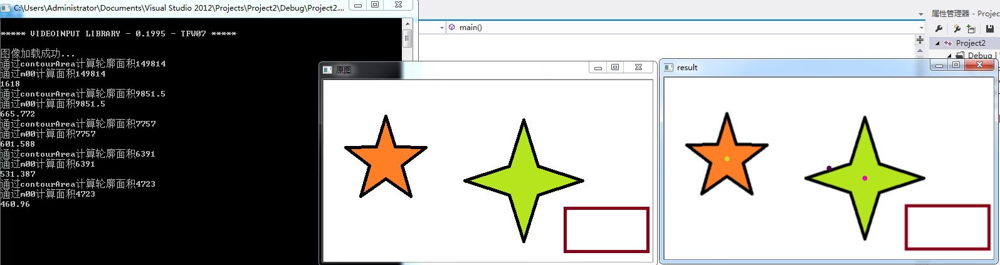 C:\Users\Administrator\Documents\Visual Studio 2012\Projects\Project2\Debug\Project2....
***** VIDEOINPUT LIBRARY - 0.1995 - TFW07 *****
图像加载成功...
通过contourArea计算轮廓面积149814
通过m00计算面积149814
1618
通过contourArea计算轮廓面积9851.5
通过m00计算面积9851.5
665.772
通过contourArea计算轮廓面积7757
通过m00计算面积7757
601.588
通过contourArea计算轮廓面积6391
通过m00计算面积6391
531.387
通过contourArea计算轮廓面积4723
通过m00计算面积4723
460.96
main()
原图
result
属性管理器 - Projec
Project2
Debug